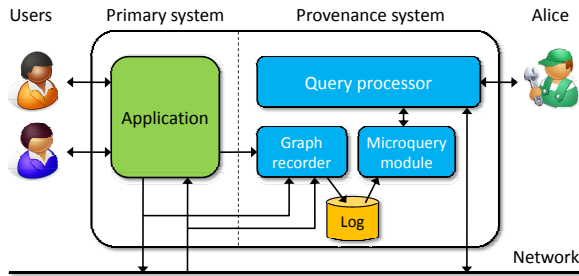 Users
Primary system
Provenance system
Alice
Query processor
Application
Graph
recorder
Microquery
module
Log
Network